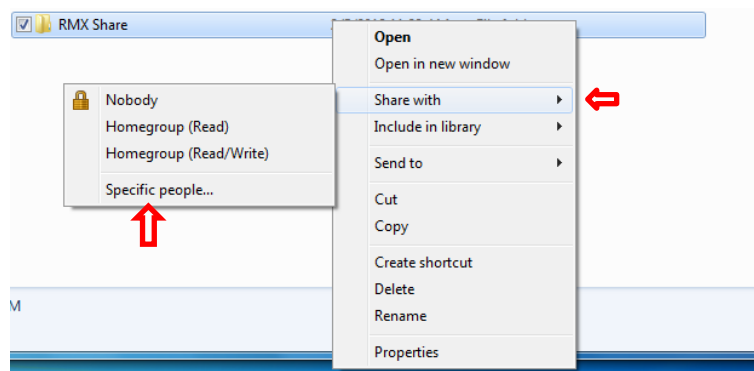 RMX Share
Open
Open in new window
Share with
Include in library
Send to
Cut
Copy
Create shortcut
Delete
Rename
Properties
Nobody
Homegroup (Read)
Homegroup (Read/Write)
Specific people...
M